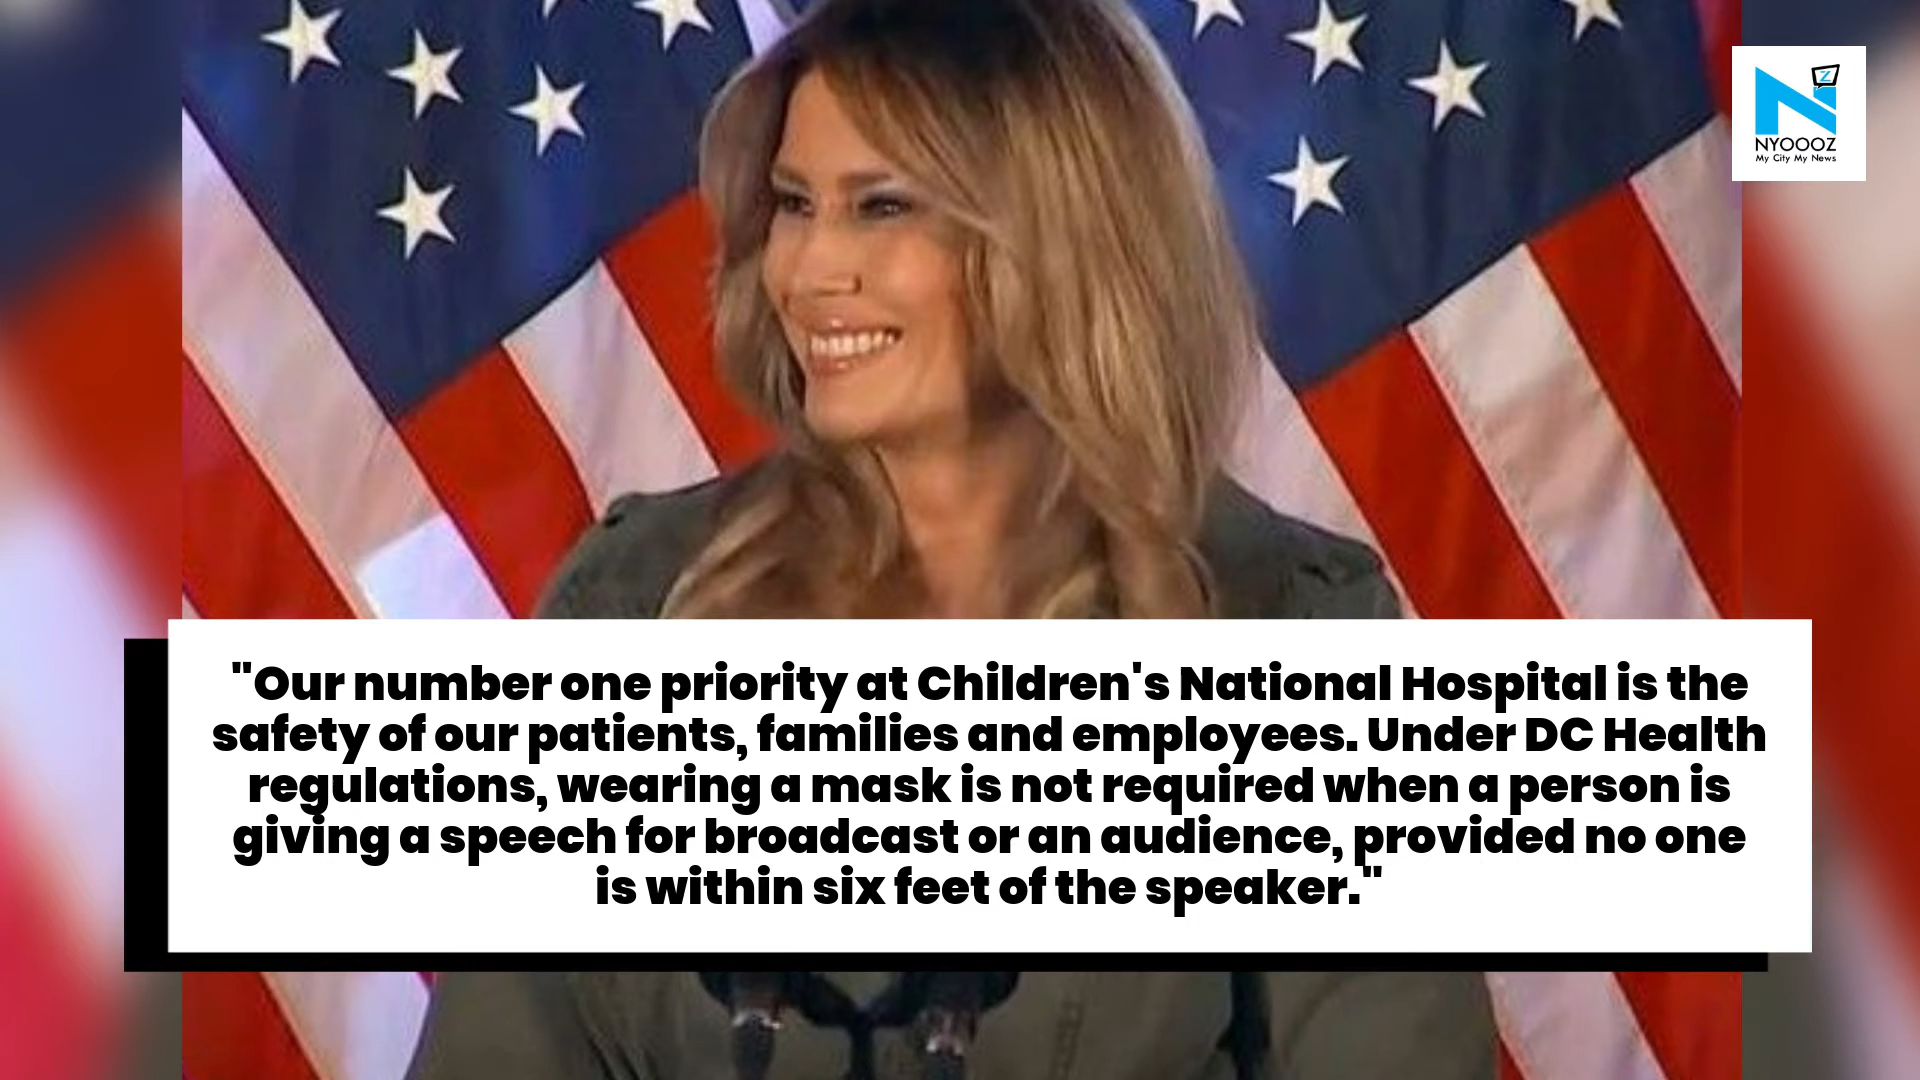 Z
NYOOOZ
My City My News
"Our number one priority at Children's National Hospital is the
safety of our patients, families and employees. Under DC Health
regulations, wearing a mask is not required when a person is
giving a speech for broadcast or an audience, provided no one
is within six feet of the speaker."